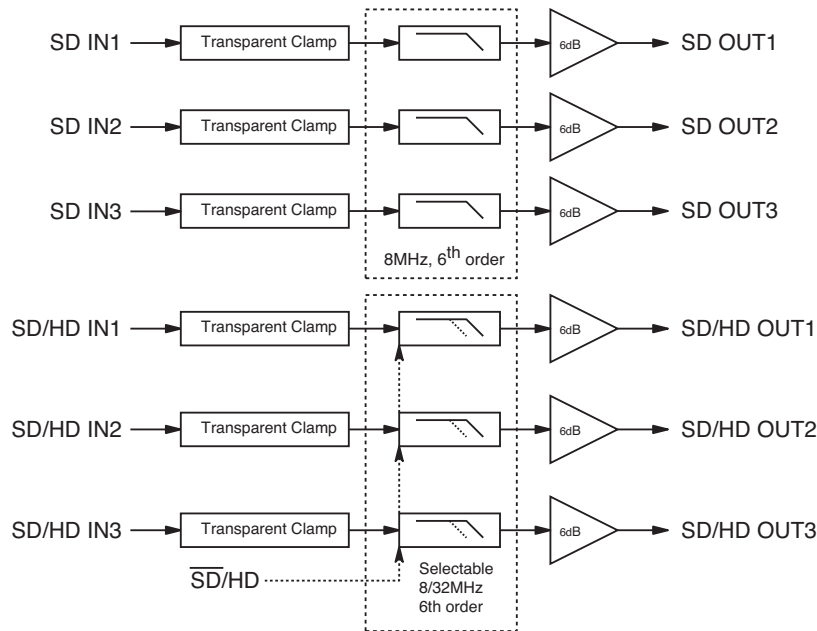 SD IN1 Transparent Clamp 6dB SD OUT1
SD IN2 Transparent Clamp 6dB SD OUT2
SD IN3 Transparent Clamp 6dB SD OUT3
8MHz, 6th order
SD/HD IN1 Transparent Clamp 6dB SD/HD OUT1
SD/HD IN2 Transparent Clamp 6dB SD/HD OUT2
SD/HD IN3 Transparent Clamp 6dB SD/HD OUT3
S̅D̅/HD
Selectable
8/32MHz
6th order